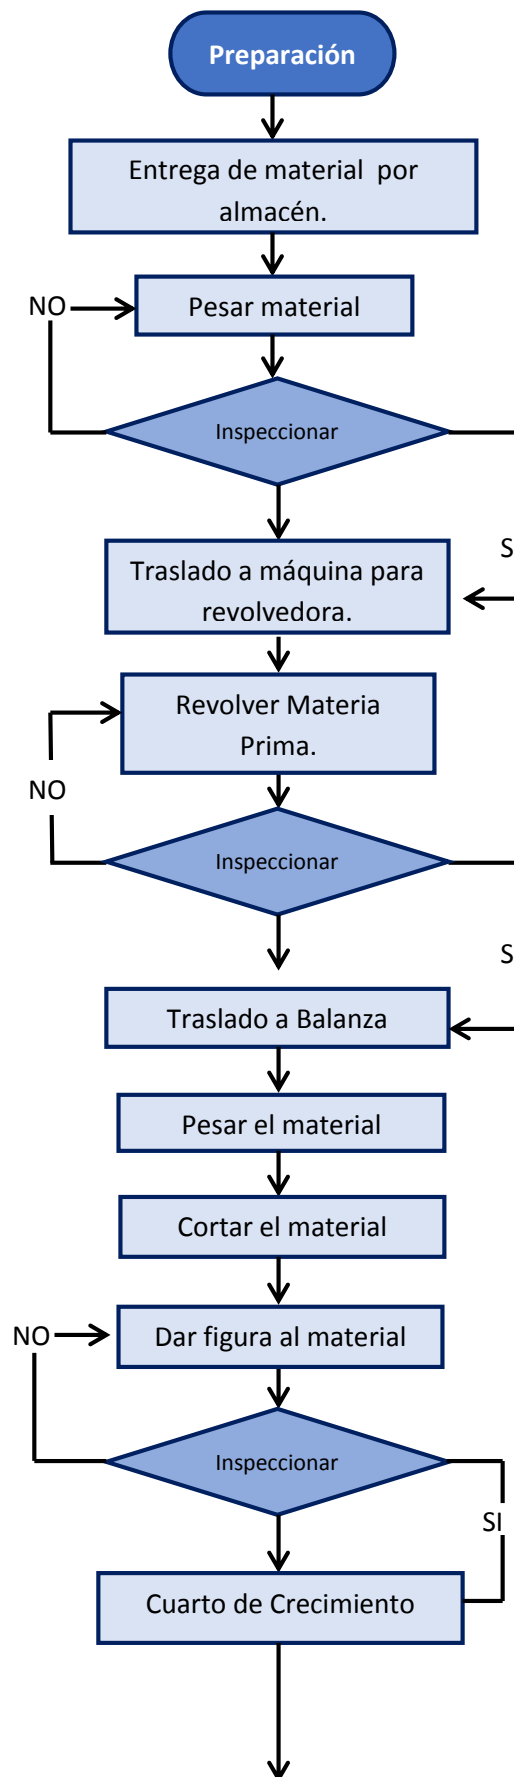 Preparación
Entrega de material por
almacén.
NO
Pesar material
Inspeccionar
S
Traslado a máquina para
revolvedora.
Revolver Materia
Prima.
NO
Inspeccionar
S
Traslado a Balanza
Pesar el material
Cortar el material
NO
Dar figura al material
Inspeccionar
SI
Cuarto de Crecimiento